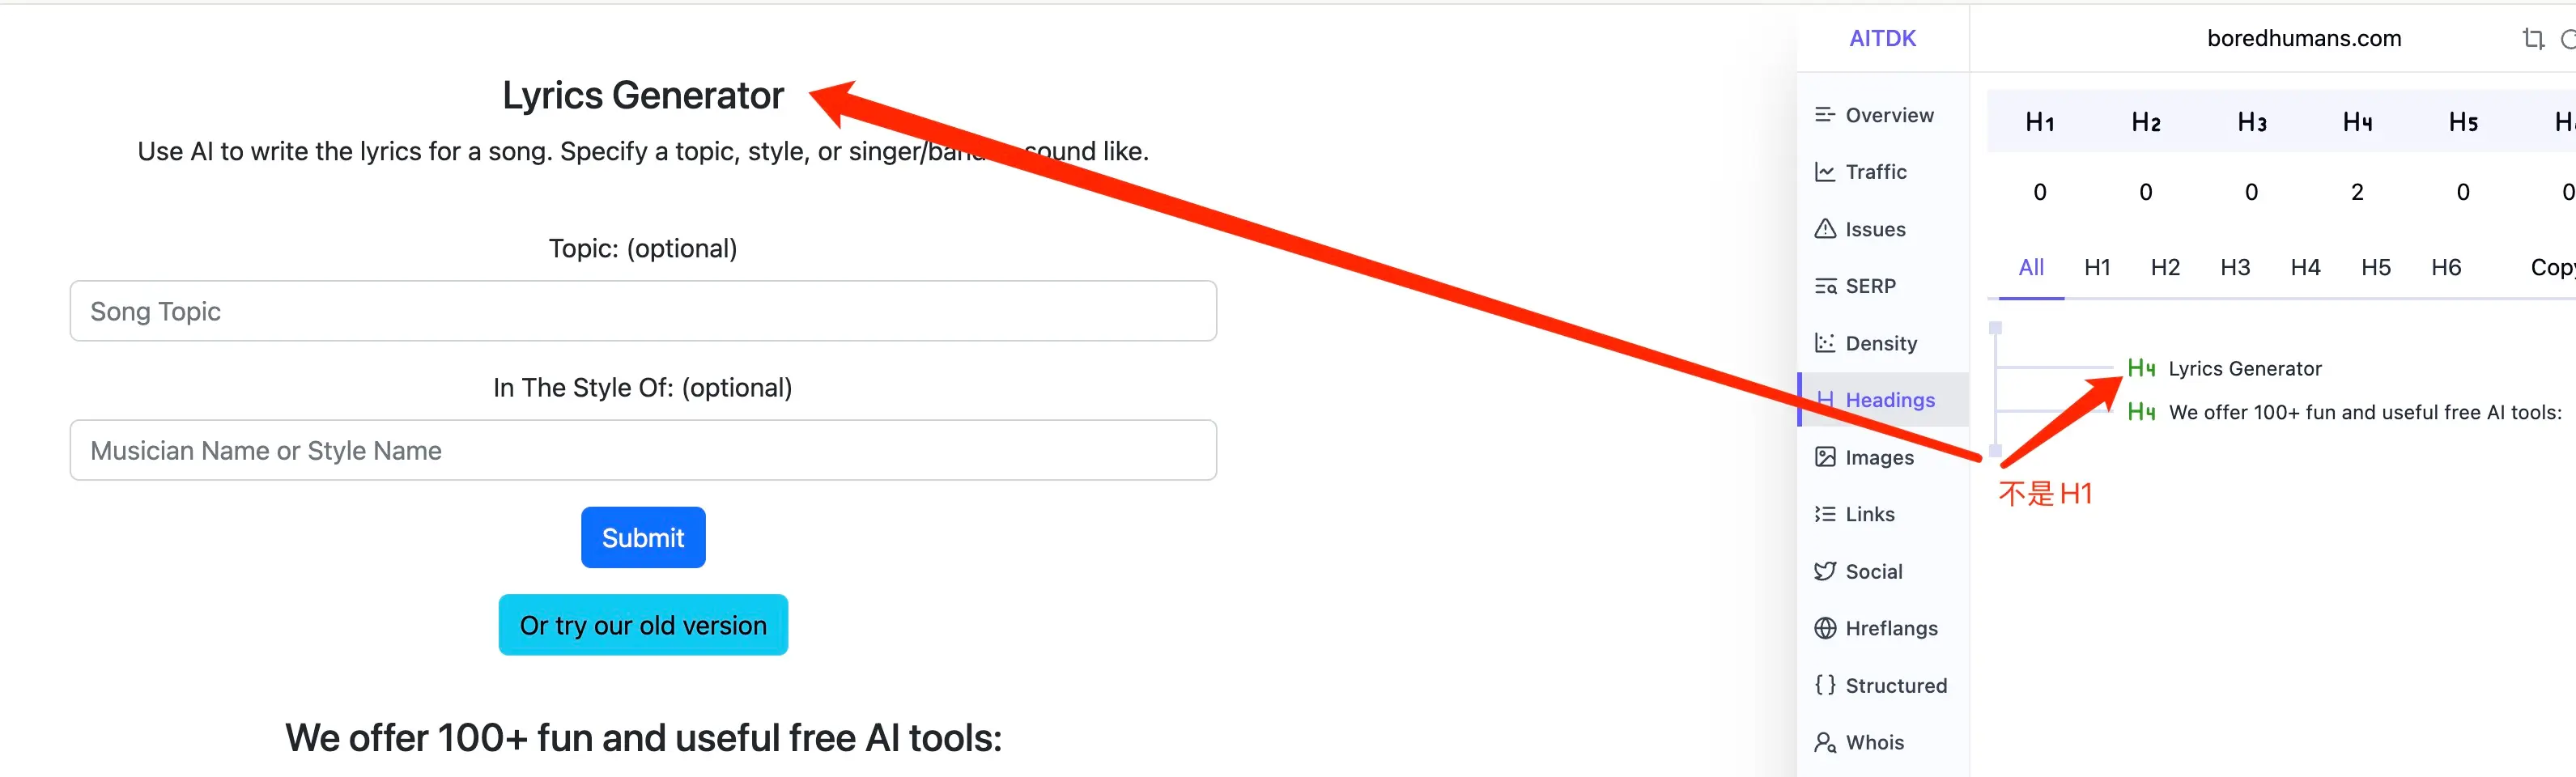 Lyrics Generator
Use AI to write the lyrics for a song. Specify a topic, style, or singer/band sound like.
Topic: (optional)
Song Topic
In The Style Of: (optional)
Musician Name or Style Name
Submit
Or try our old version
We offer 100+ fun and useful free AI tools:
AITDK
boredhumans.com
Overview
Traffic
Issues
SERP
Density
Headings
Images
Links
Social
Hreflangs
Structured
Whois
H1 H2 H3 H4 H5
0 0 0 2 0 0
All H1 H2 H3 H4 H5 H6 Copy
H4 Lyrics Generator
H4 We offer 100+ fun and useful free AI tools:
不是H1